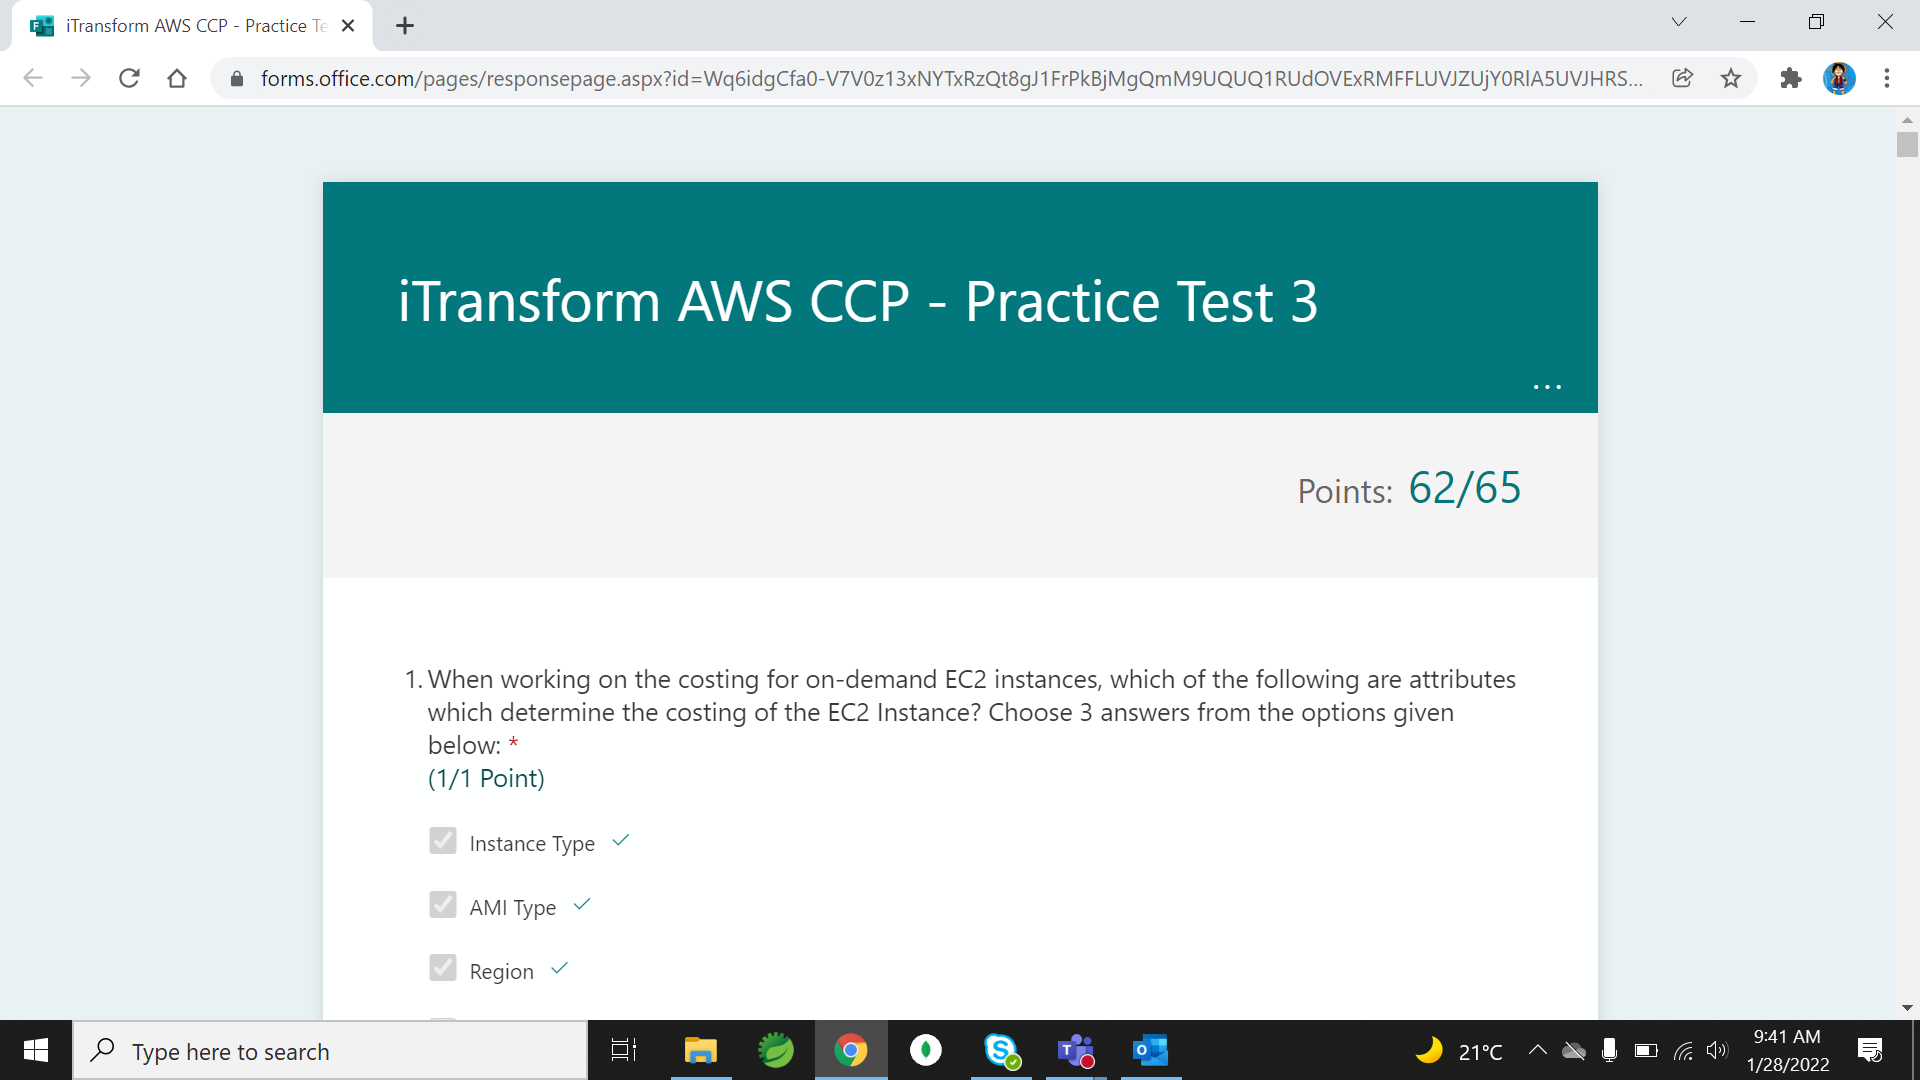 iTransform AWS CCP - Practice Te
forms.office.com/pages/responsepage.aspx?id=Wq6idgCfa0-V7V0z13xNYTxRzQt8gJ1FrPkBjMgQmM9UQUQ1RUdOVExRMFFLUVJZUjY0RlA5UVJHRS...
iTransform AWS CCP - Practice Test 3
...
Points: 62/65
1. When working on the costing for on-demand EC2 instances, which of the following are attributes
which determine the costing of the EC2 Instance? Choose 3 answers from the options given
below: *
(1/1 Point)
Instance Type
AMI Type
Region
Type here to search
21°C
9:41 AM
1/28/2022